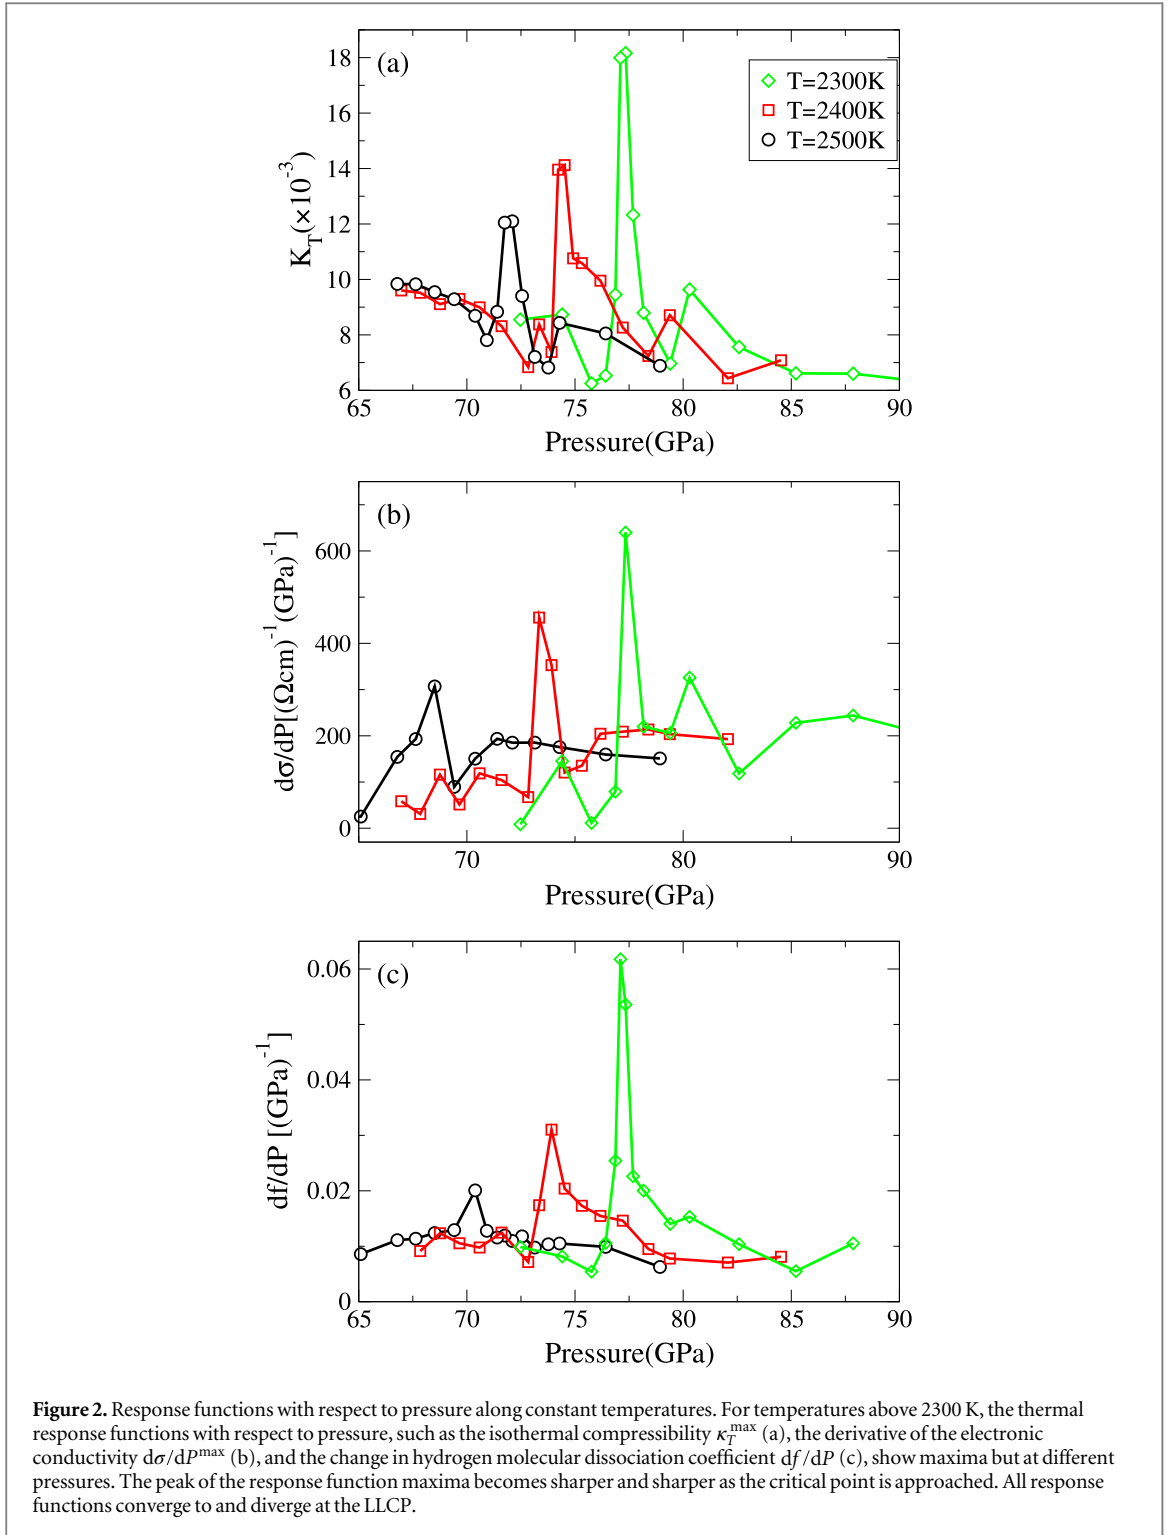 (a)
T=2300K
T=2400K
T=2500K
K_T(×10^-3)
18
16
14
12
10
8
6
65 70 75 80 85 90
Pressure(GPa)
(b)
dσ/dP[(Ωcm)^-1(GPa)^-1]
600
400
200
0
70 80 90
Pressure(GPa)
(c)
df/dP [(GPa)^-1]
0.06
0.04
0.02
0
65 70 75 80 85 90
Pressure(GPa)
Figure 2. Response functions with respect to pressure along constant temperatures. For temperatures above 2300 K, the thermal
response functions with respect to pressure, such as the isothermal compressibility κ_T^max (a), the derivative of the electronic
conductivity dσ/dP^max (b), and the change in hydrogen molecular dissociation coefficient df/dP (c), show maxima but at different
pressures. The peak of the response function maxima becomes sharper and sharper as the critical point is approached. All response
functions converge to and diverge at the LLCP.